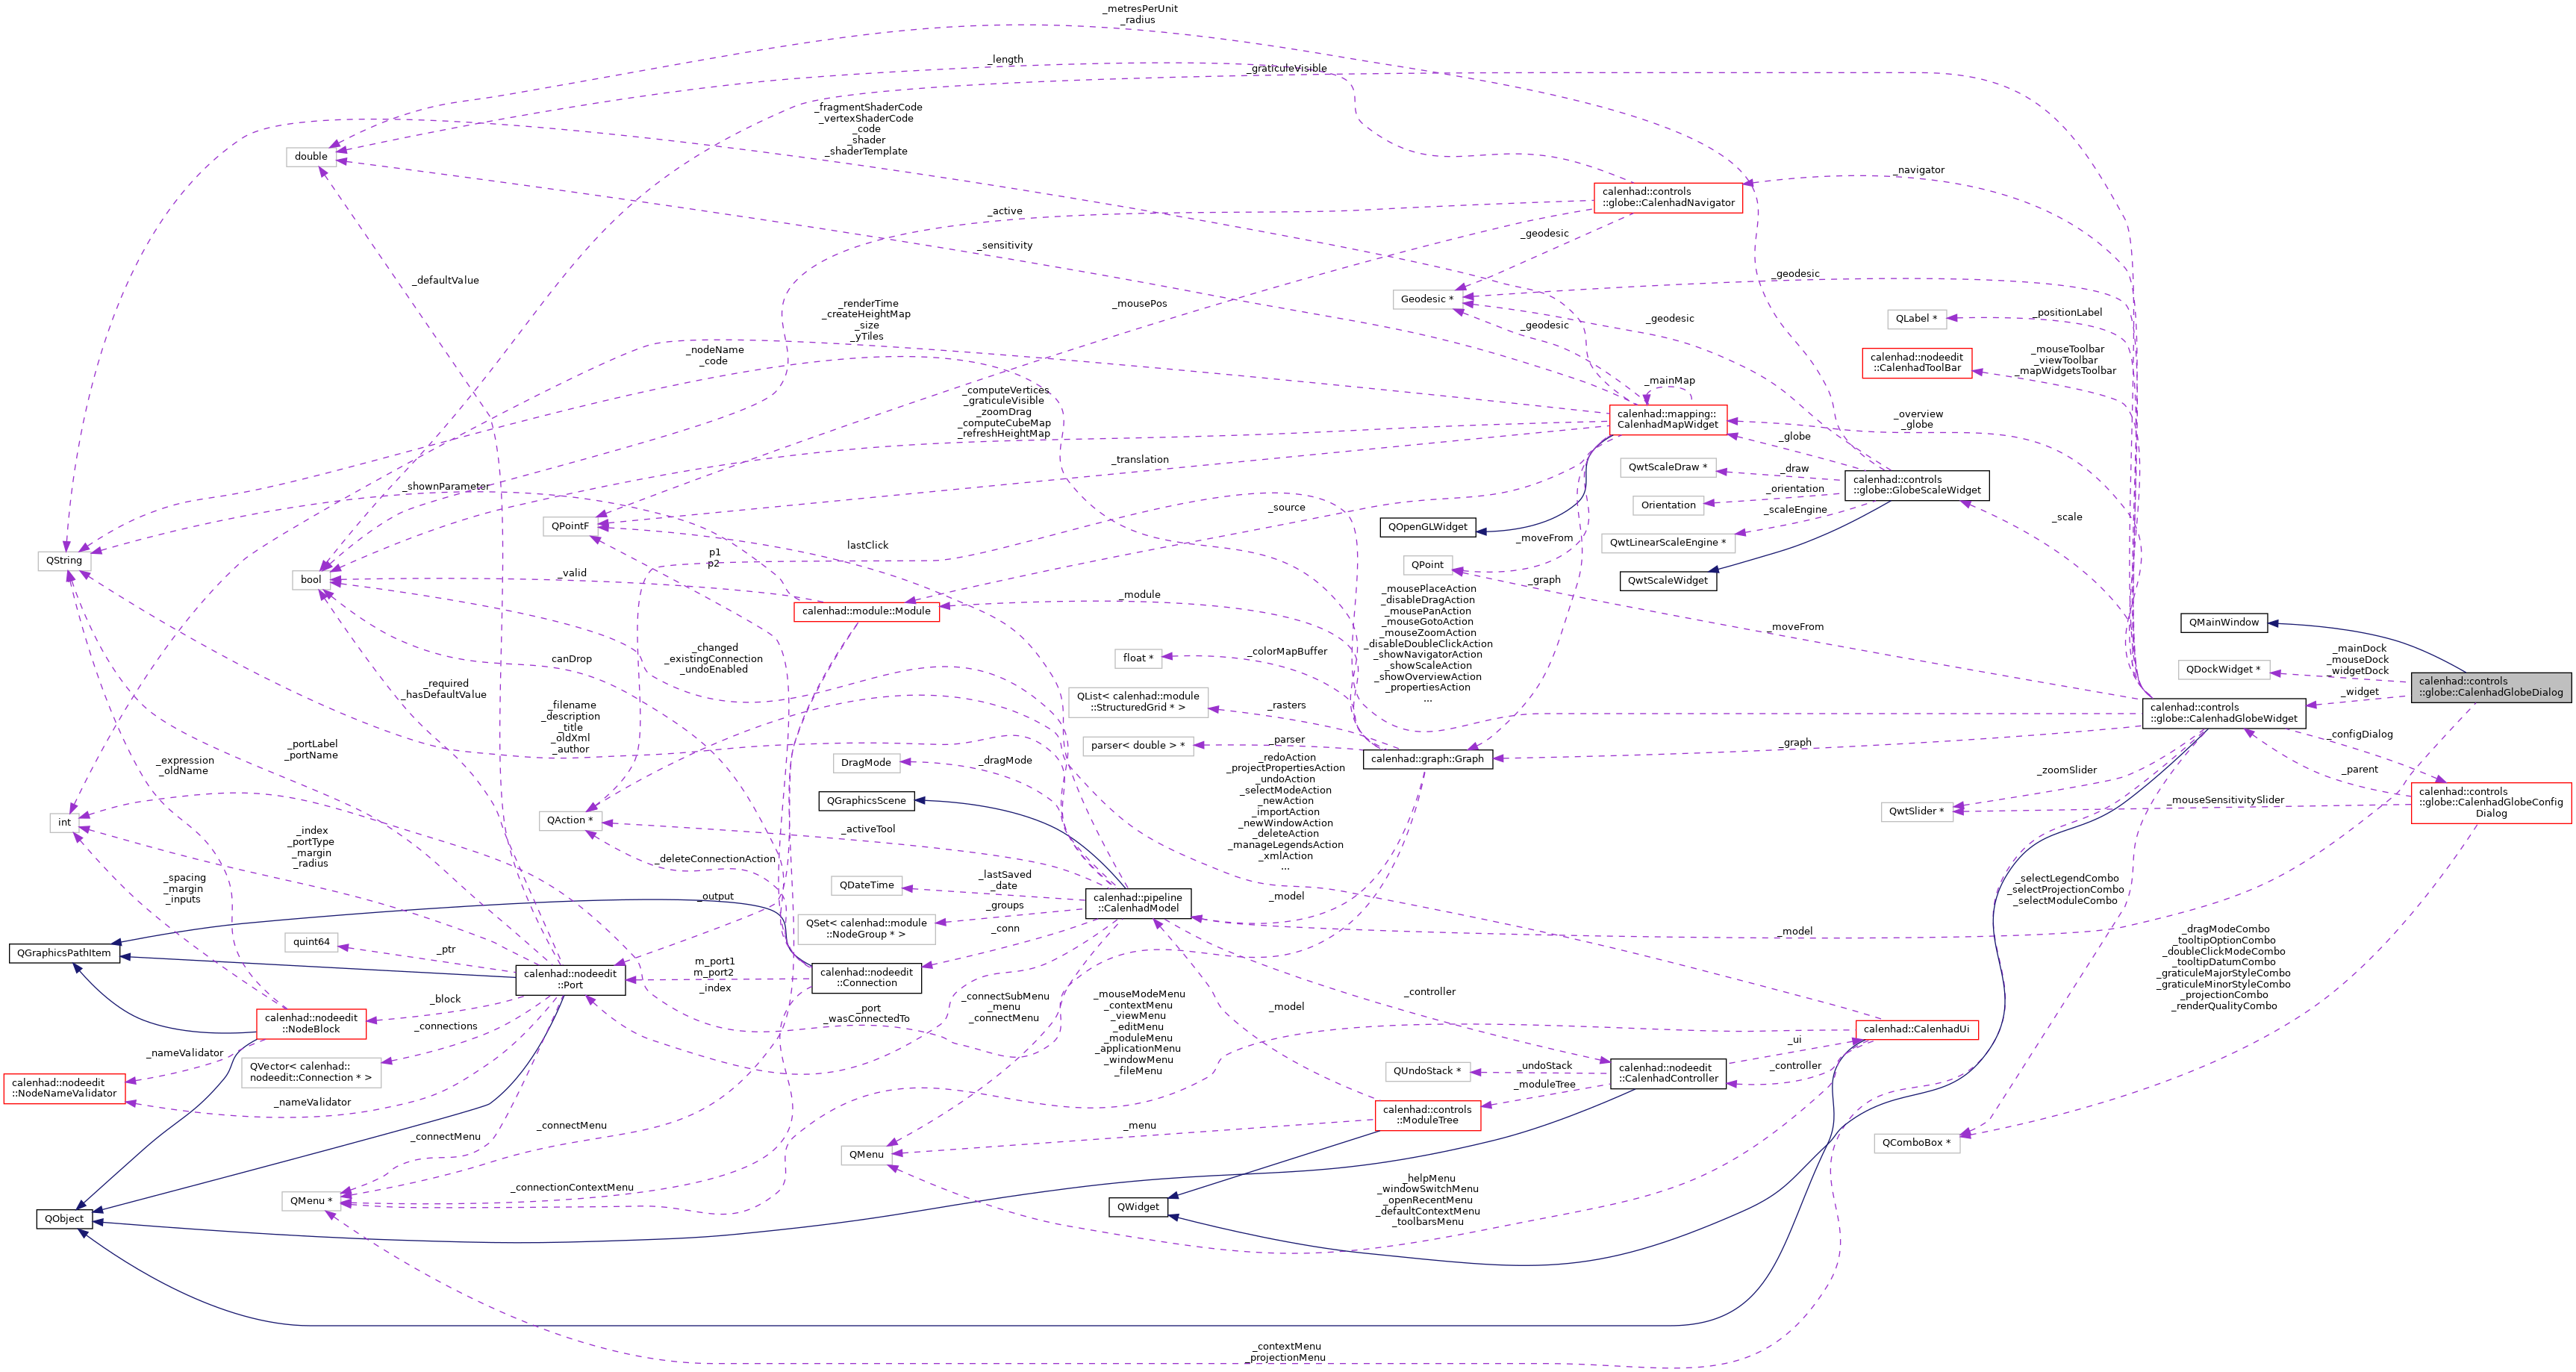 _metresPerUnit
_radius
_length
_graticuleVisible
_fragmentShaderCode
_vertexShaderCode
_code
_shader
_shaderTemplate
double
_navigator
calenhad::controls
::globe::CalenhadNavigator
_active
_geodesic
_sensitivity
_geodesic
_defaultValue
Geodesic *
_mousePos
_renderTime
_createHeightMap
_size
_yTiles
_geodesic
_geodesic
QLabel *
_positionLabel
_nodeName
_code
calenhad::nodeedit
::CalenhadToolBar
_mouseToolbar
_viewToolbar
_mapWidgetsToolbar
_mainMap
_computeVertices
_graticuleVisible
_zoomDrag
_computeCubeMap
_refreshHeightMap
calenhad::mapping::
CalenhadMapWidget
_overview
_globe
_globe
_translation
QwtScaleDraw *
_draw
calenhad::controls
::globe::GlobeScaleWidget
_shownParameter
Orientation
_orientation
_source
_scaleEngine
_scale
QPointF
QOpenGLWidget
QwtLinearScaleEngine *
_moveFrom
lastClick
p1
p2
QString
bool
_valid
QPoint
QwtScaleWidget
_graph
_module
calenhad::module::Module
_mousePlaceAction
_disableDragAction
_mousePanAction
_mouseGotoAction
_mouseZoomAction
_disableDoubleClickAction
_showNavigatorAction
_showScaleAction
_showOverviewAction
_propertiesAction
...
_moveFrom
QMainWindow
_changed
_existingConnection
_undoEnabled
canDrop
float *
_colorMapBuffer
_mainDock
_mouseDock
_widgetDock
QDockWidget *
_required
_hasDefaultValue
calenhad::controls
::globe::CalenhadGlobeDialog
QList< calenhad::module
::StructuredGrid * >
_rasters
_widget
calenhad::controls
::globe::CalenhadGlobeWidget
_filename
_description
_title
_oldXml
_author
_portLabel
_portName
parser< double > *
_parser
_graph
_configDialog
calenhad::graph::Graph
_expression
_oldName
DragMode
_dragMode
_redoAction
_projectPropertiesAction
_undoAction
_selectModeAction
_newAction
_importAction
_newWindowAction
_deleteAction
_manageLegendsAction
_xmlAction
...
_zoomSlider
_parent
QGraphicsScene
QwtSlider *
_mouseSensitivitySlider
calenhad::controls
::globe::CalenhadGlobeConfig
Dialog
int
QAction *
_activeTool
_index
_portType
_margin
_radius
_deleteConnectionAction
_spacing
_margin
_inputs
QDateTime
_lastSaved
_date
calenhad::pipeline
::CalenhadModel
_output
_model
_selectLegendCombo
_selectProjectionCombo
_selectModuleCombo
_groups
QSet< calenhad::module
::NodeGroup * >
_conn
_model
quint64
_ptr
QGraphicsPathItem
_dragModeCombo
_tooltipOptionCombo
_doubleClickModeCombo
_tooltipDatumCombo
_graticuleMajorStyleCombo
_graticuleMinorStyleCombo
_projectionCombo
_renderQualityCombo
calenhad::nodeedit
::Port
m_port1
m_port2
_index
calenhad::nodeedit
::Connection
_controller
_block
_port
_wasConnectedTo
_connectSubMenu
_menu
_connectMenu
_mouseModeMenu
_contextMenu
_viewMenu
_editMenu
_moduleMenu
_applicationMenu
_windowMenu
_fileMenu
_model
calenhad::nodeedit
::NodeBlock
_connections
calenhad::CalenhadUi
_ui
_nameValidator
QVector< calenhad::
nodeedit::Connection * >
QUndoStack *
_undoStack
calenhad::nodeedit
::CalenhadController
_controller
calenhad::nodeedit
::NodeNameValidator
_moduleTree
_nameValidator
calenhad::controls
::ModuleTree
_connectMenu
_connectMenu
_menu
QMenu
QComboBox *
_connectionContextMenu
QMenu *
_helpMenu
_windowSwitchMenu
_openRecentMenu
_defaultContextMenu
_toolbarsMenu
QWidget
QObject
_contextMenu
_projectionMenu